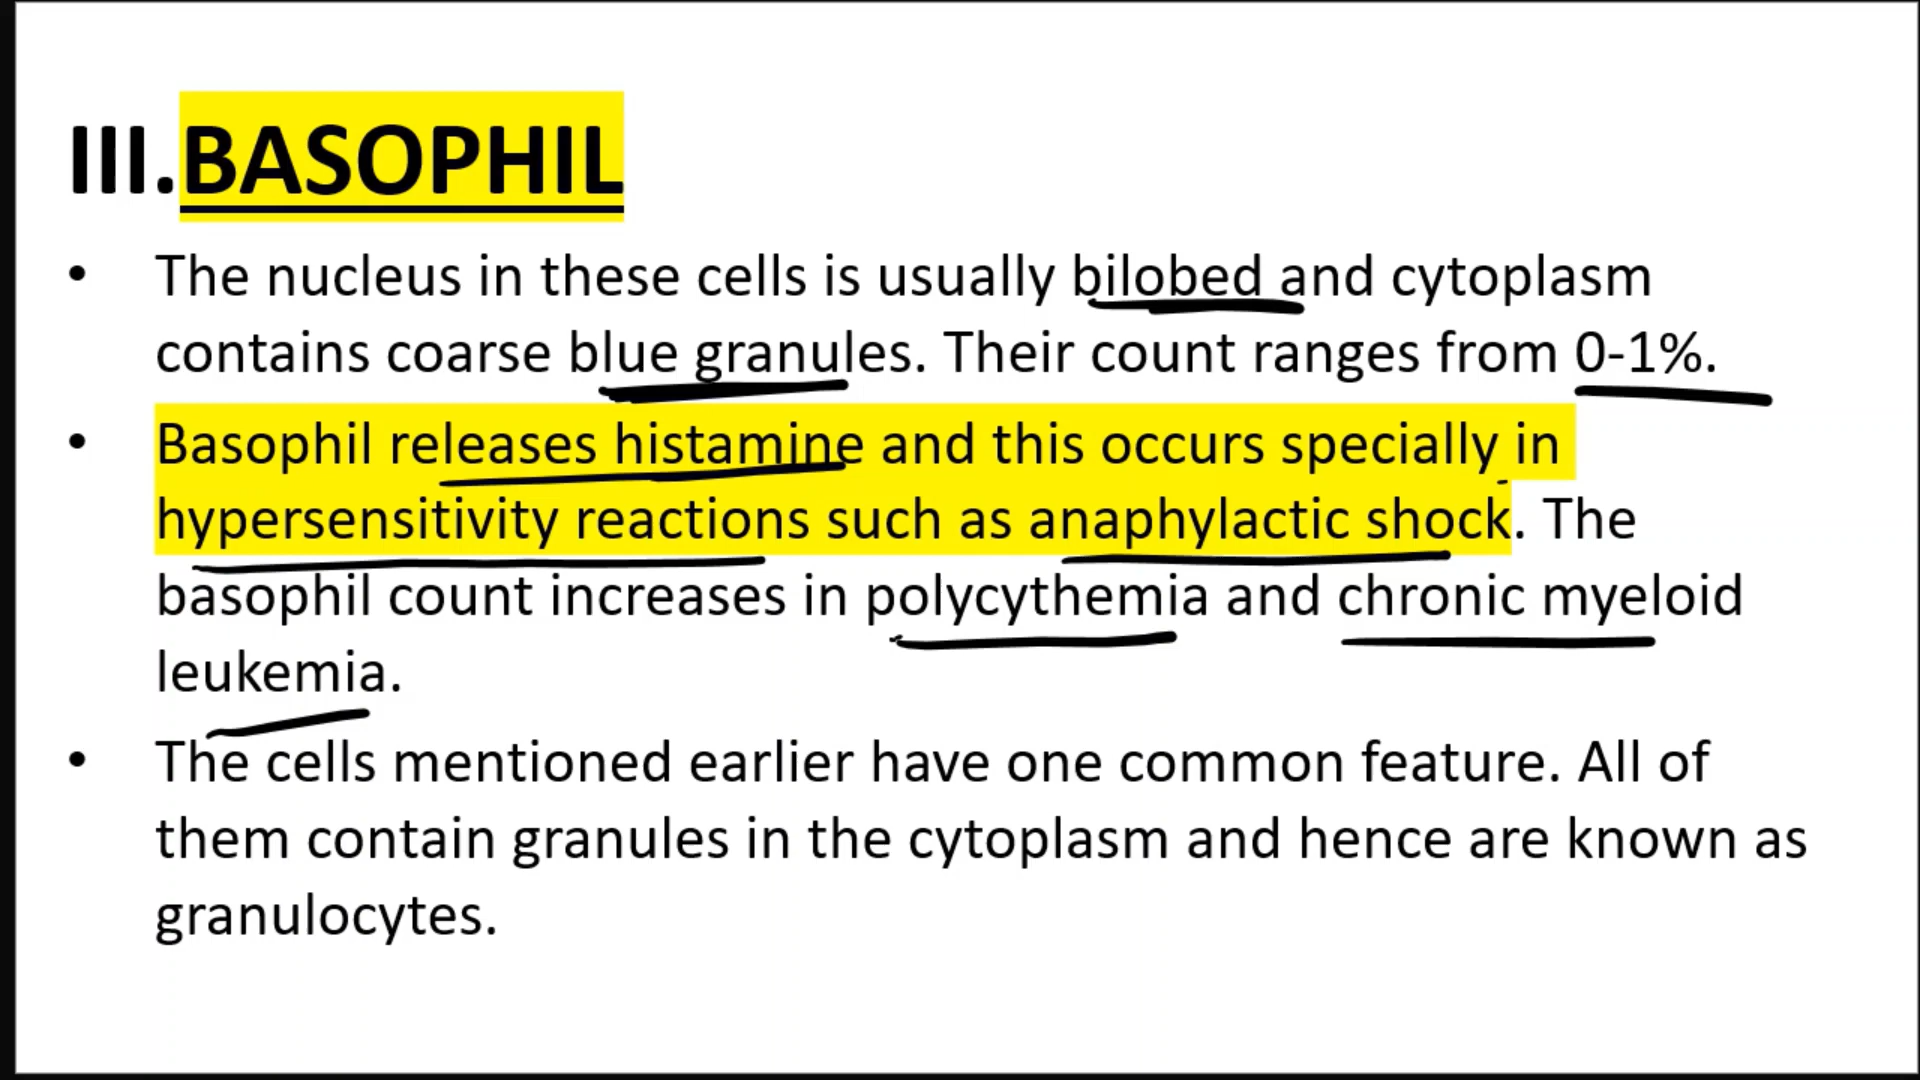 III.BASOPHIL
• The nucleus in these cells is usually bilobed and cytoplasm
contains coarse blue granules. Their count ranges from 0-1%.
• Basophil releases histamine and this occurs specially in
hypersensitivity reactions such as anaphylactic shock. The
basophil count increases in polycythemia and chronic myeloid
leukemia.
• The cells mentioned earlier have one common feature. All of
them contain granules in the cytoplasm and hence are known as
granulocytes.